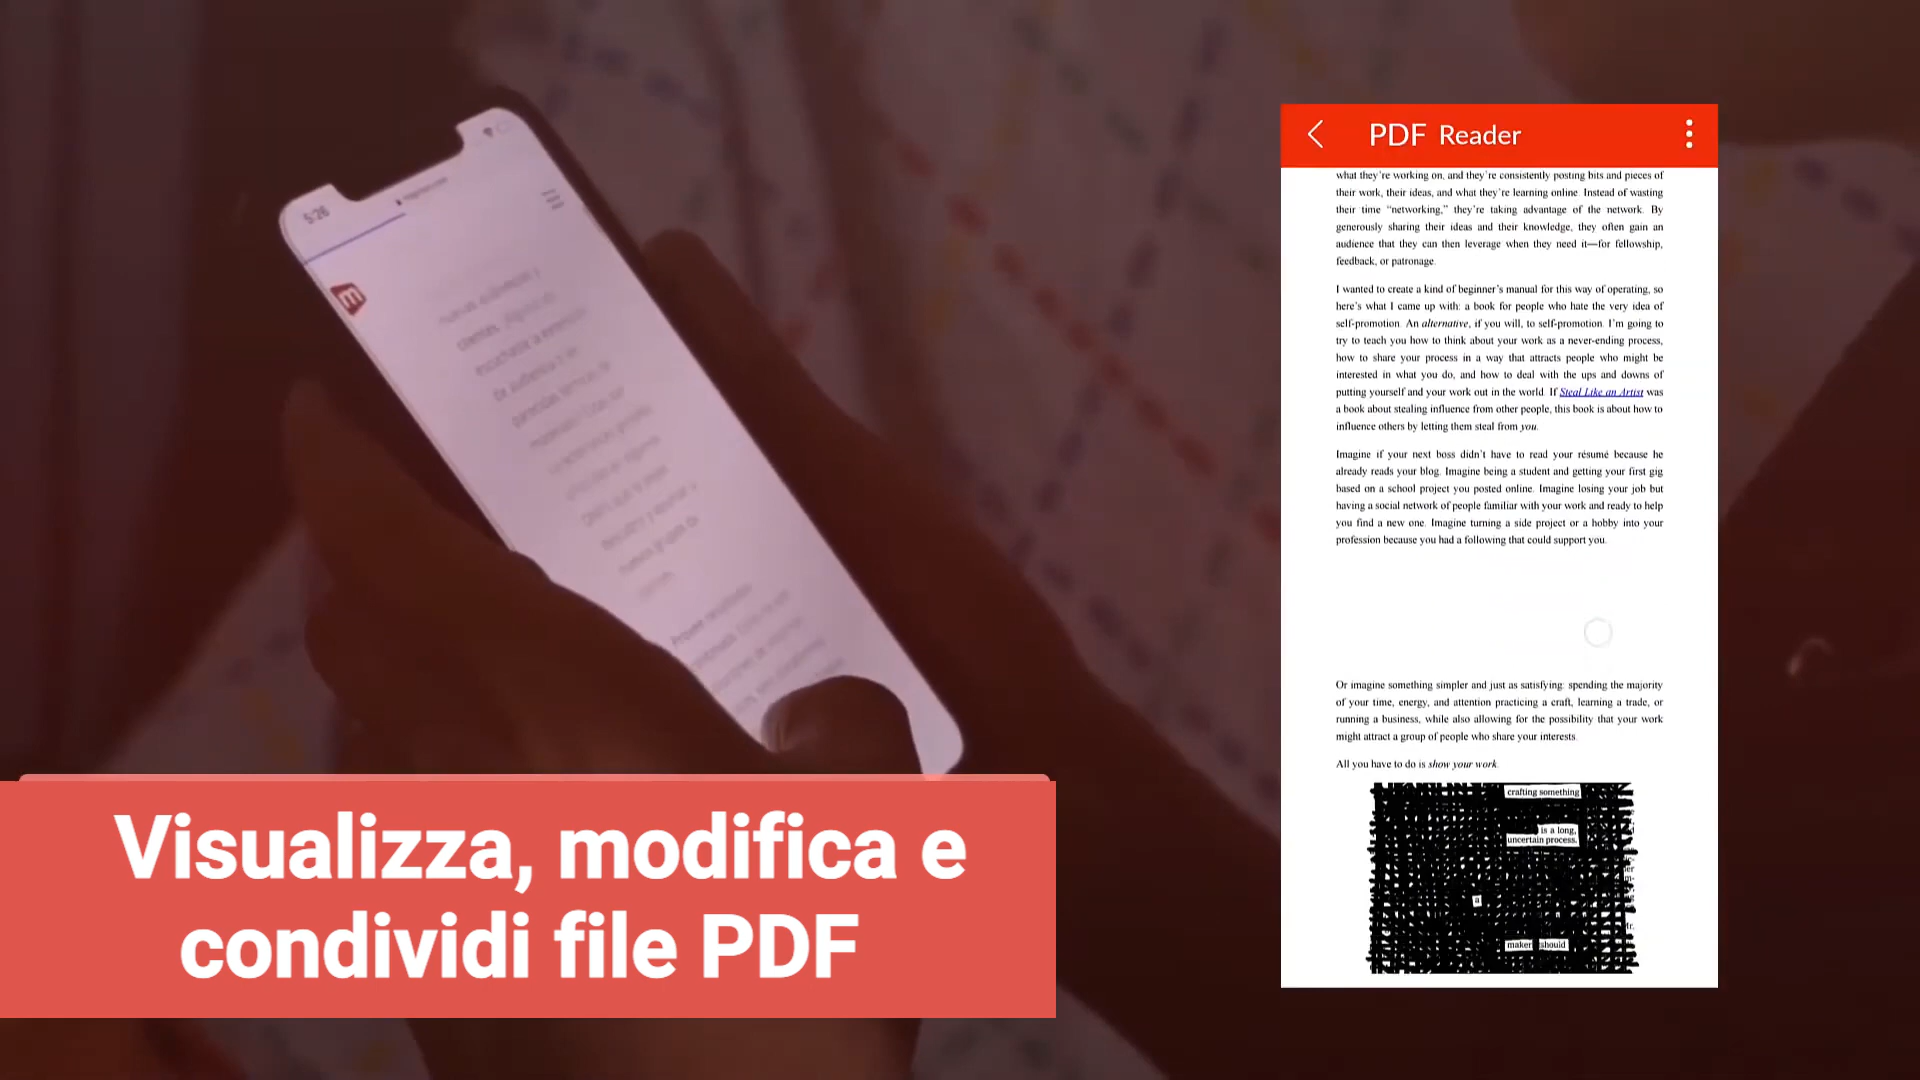 5:26
Visualizza, modifica e
condividi file PDF
PDF Reader
what they're working on, and they're consistently posting bits and pieces of
their work, their ideas, and what they're learning online. Instead of wasting
their time “networking,” they're taking advantage of the network. By
generously sharing their ideas and their knowledge, they often gain an
audience that they can then leverage when they need it—for fellowship,
feedback, or patronage.
I wanted to create a kind of beginner's manual for this way of operating, so
here's what I came up with: a book for people who hate the very idea of
self-promotion. An alternative, if you will, to self-promotion. I'm going to
try to teach you how to think about your work as a never-ending process,
how to share your process in a way that attracts people who might be
interested in what you do, and how to deal with the ups and downs of
putting yourself and your work out in the world. If Steal Like an Artist was
a book about stealing influence from other people, this book is about how to
influence others by letting them steal from you.
Imagine if your next boss didn't have to read your résumé because he
already reads your blog. Imagine being a student and getting your first gig
based on a school project you posted online. Imagine losing your job but
having a social network of people familiar with your work and ready to help
you find a new one. Imagine turning a side project or a hobby into your
profession because you had a following that could support you.
Or imagine something simpler and just as satisfying: spending the majority
of your time, energy, and attention practicing a craft, learning a trade, or
running a business, while also allowing for the possibility that your work
might attract a group of people who share your interests.
All you have to do is show your work.
crafting something
is a long,
uncertain process.
a
maker should